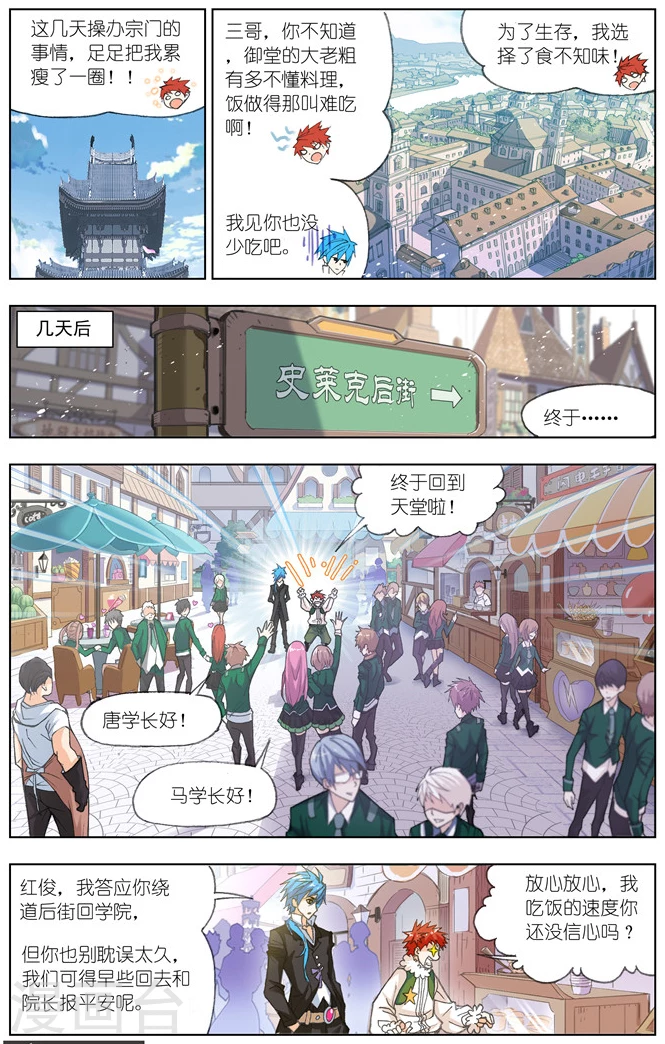 这几天操办宗门的
事情，足足把我累
瘦了一圈！！
三哥，你不知道
，御堂的大老粗
有多不懂料理，
饭做得那叫难吃
啊！
为了生存，我选
择了食不知味！
我见你也没
少吃吧。
几天后
史莱克后街 →
终于……
终于回到
天堂啦！
cofe
唐学长好！
马学长好！
红俊，我答应你绕
道后街回学院，
但你也别耽误太久，
我们可得早些回去和
院长报平安呢。
放心放心，我
吃饭的速度你
还没信心吗？
漫画台